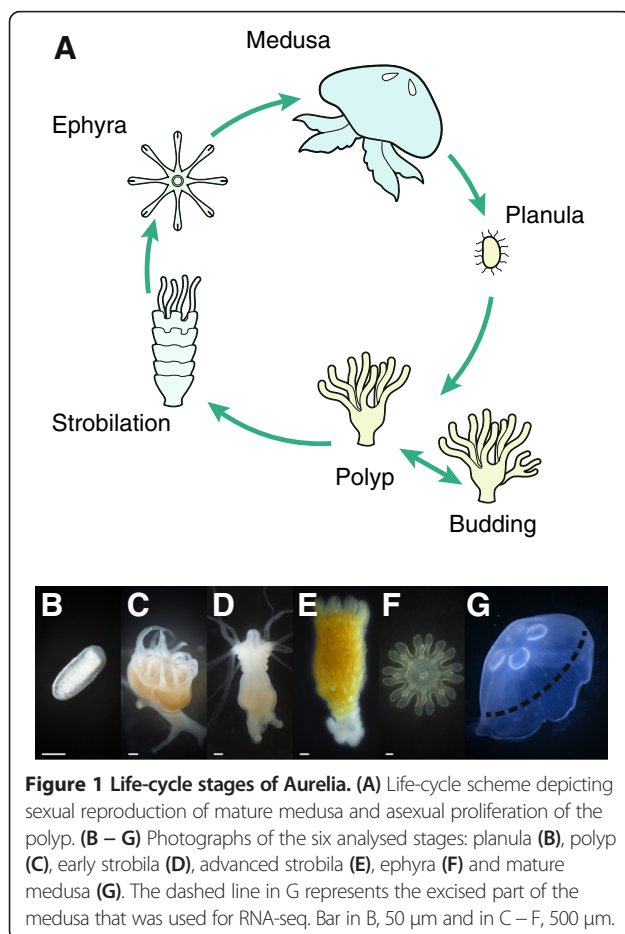 A
Medusa
Ephyra
Planula
Strobilation
Polyp
Budding
B C D E F G
Figure 1 Life-cycle stages of Aurelia. (A) Life-cycle scheme depicting
sexual reproduction of mature medusa and asexual proliferation of the
polyp. (B – G) Photographs of the six analysed stages: planula (B), polyp
(C), early strobila (D), advanced strobila (E), ephyra (F) and mature
medusa (G). The dashed line in G represents the excised part of the
medusa that was used for RNA-seq. Bar in B, 50 μm and in C – F, 500 μm.